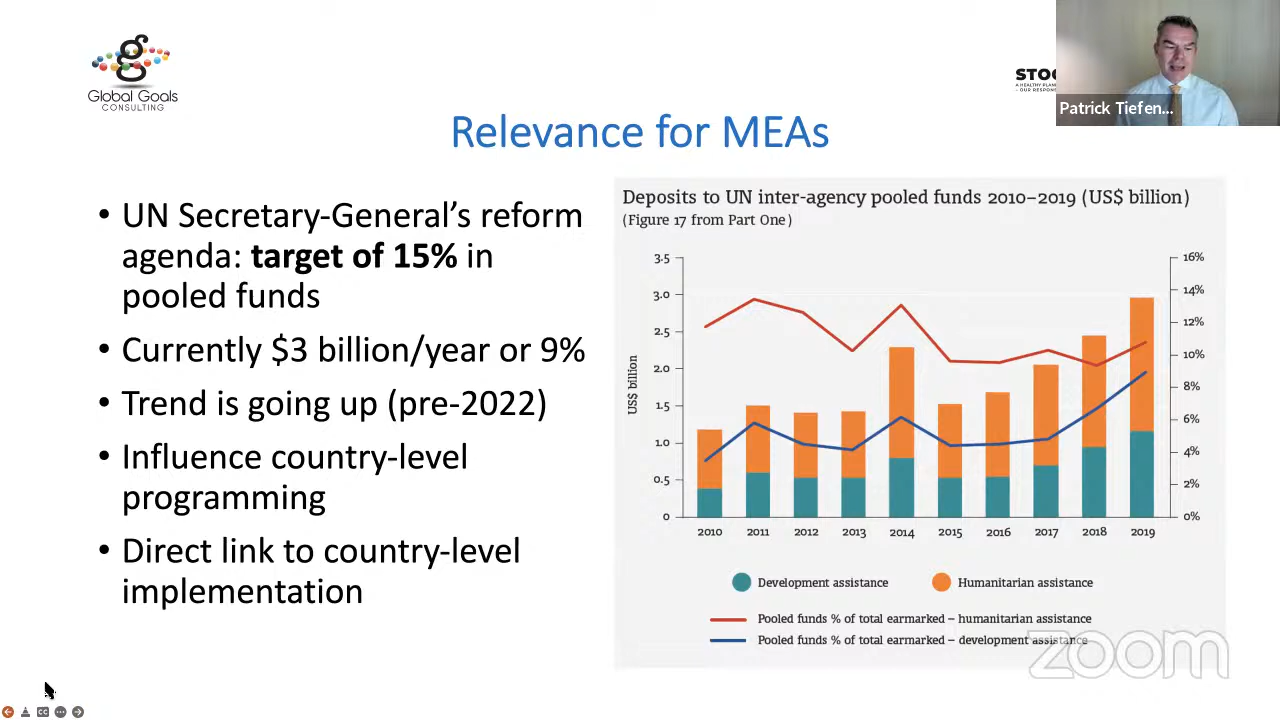 g
Global Goals
CONSULTING
STOC
A HEALTHY PLAN
- OUR RESPONS
Patrick Tiefen...
Relevance for MEAs
• UN Secretary-General’s reform
agenda: target of 15% in
pooled funds
• Currently $3 billion/year or 9%
• Trend is going up (pre-2022)
• Influence country-level
programming
• Direct link to country-level
implementation
Deposits to UN inter-agency pooled funds 2010–2019 (US$ billion)
(Figure 17 from Part One)
US$ billion
3.5
3.0
2.5
2.0
1.5
1.0
0.5
0
16%
14%
12%
10%
8%
6%
4%
2%
0%
2010 2011 2012 2013 2014 2015 2016 2017 2018 2019
Development assistance Humanitarian assistance
Pooled funds % of total earmarked – humanitarian assistance
Pooled funds % of total earmarked – development assistance
zoom
CC